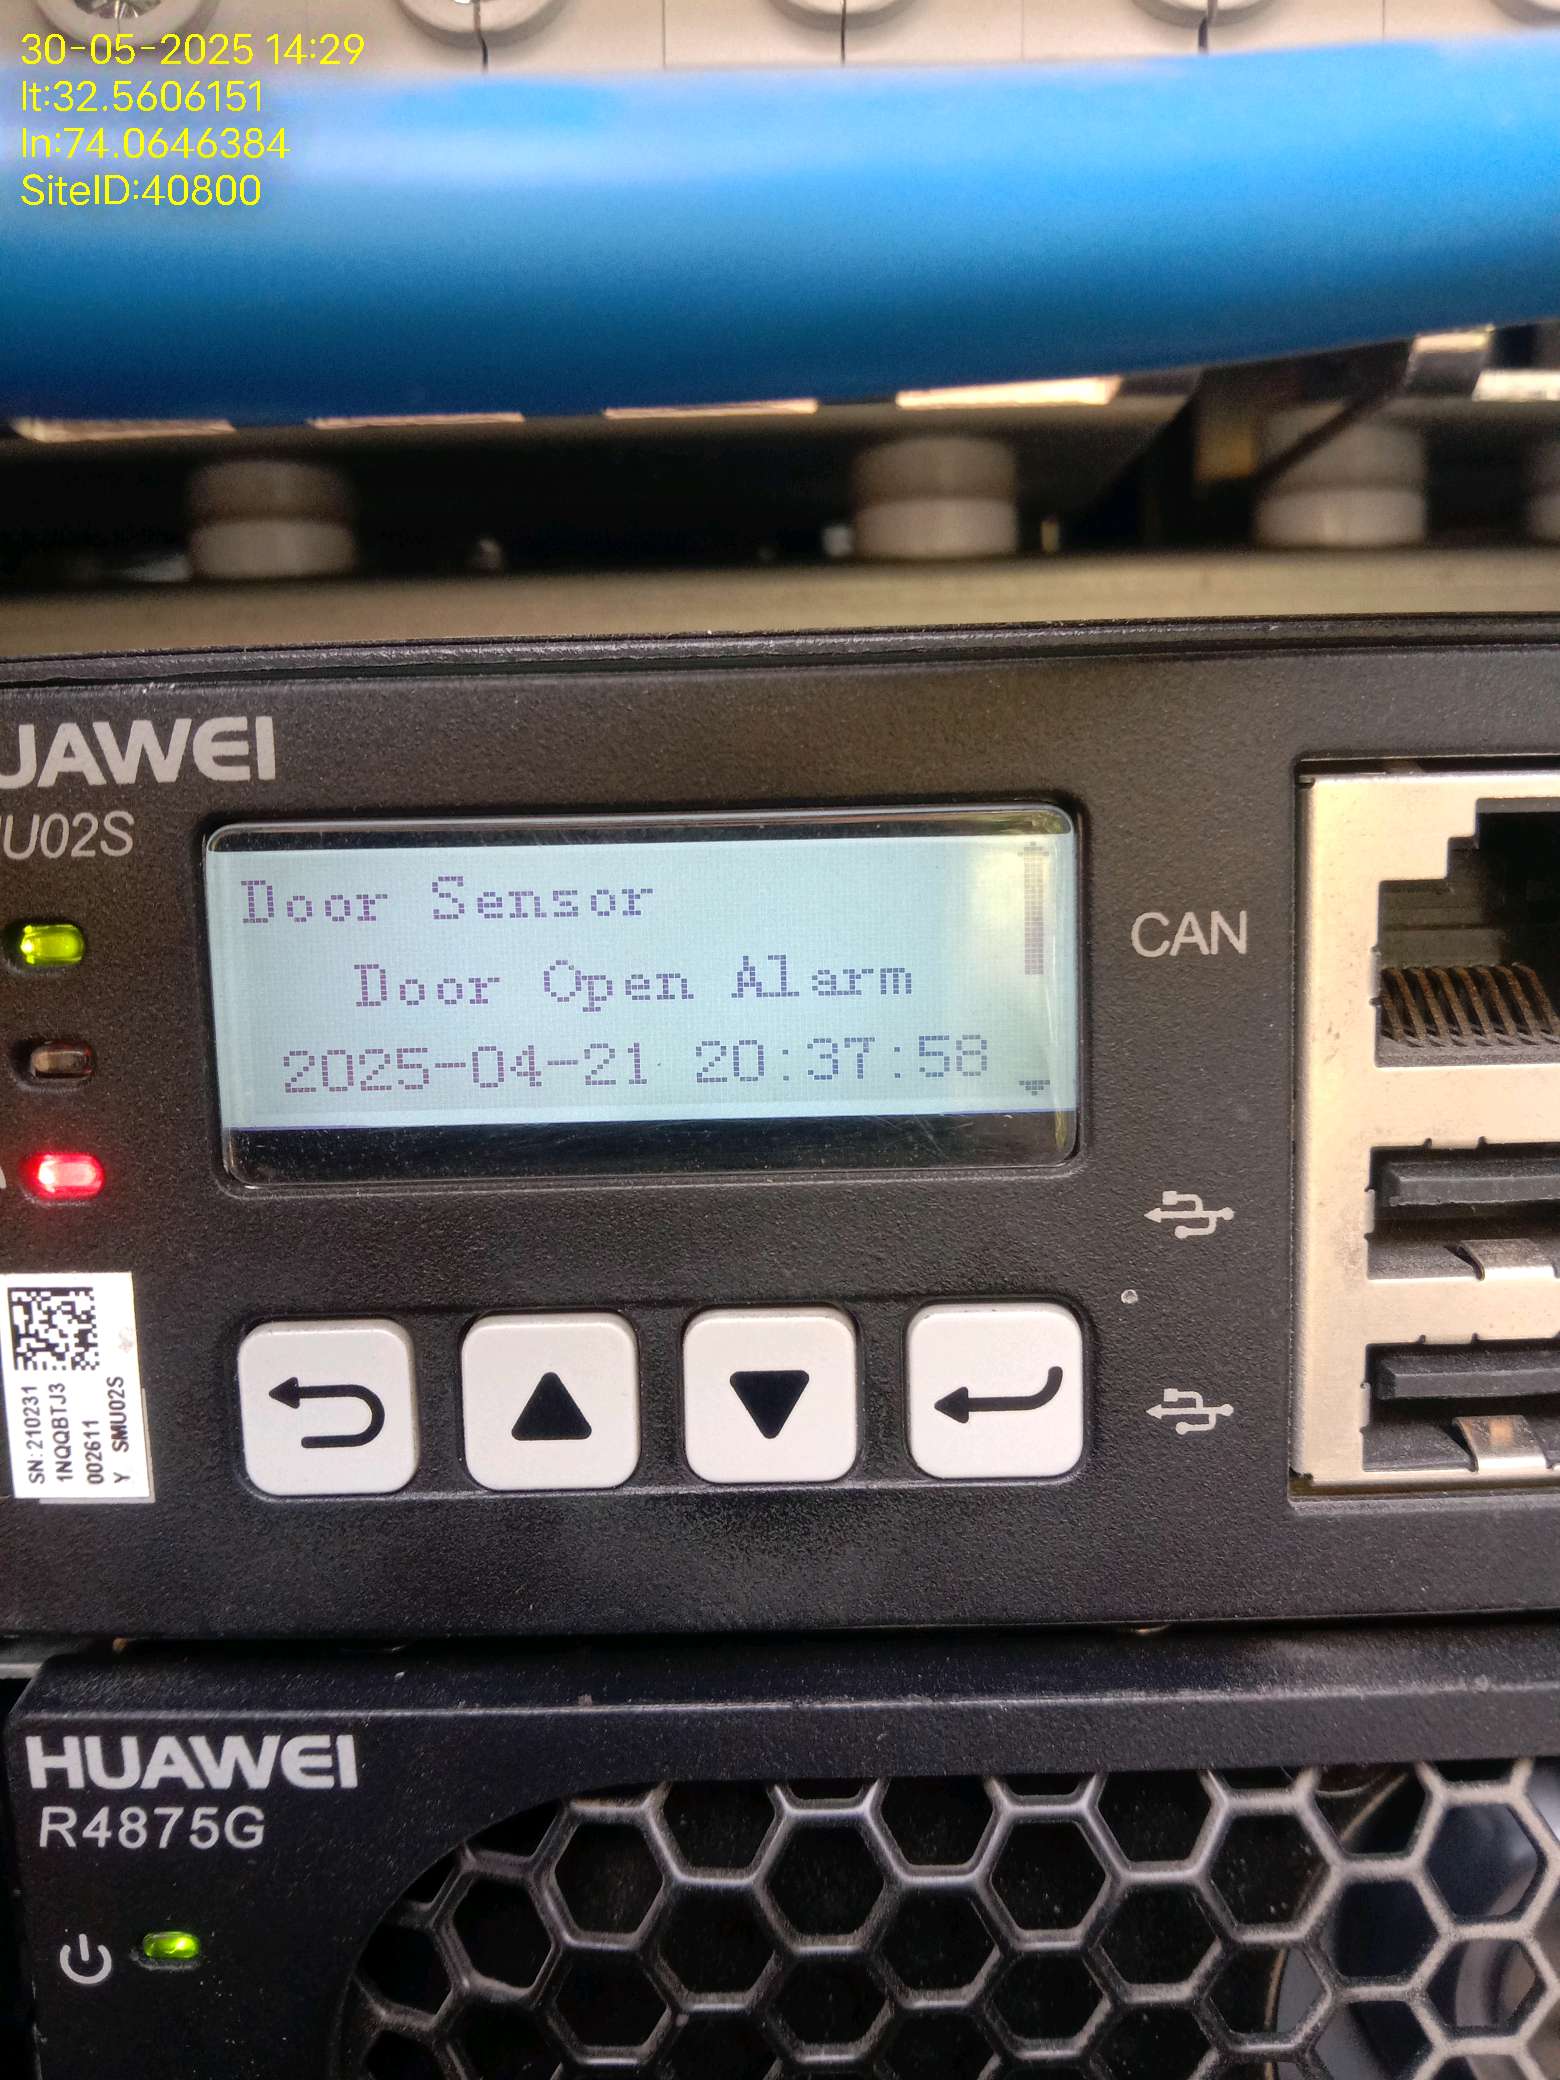 30-05-2025 14:29
lt:32.5606151
ln:74.0646384
SiteID:40800
UAWEI
U02S
Door Sensor
Door Open Alarm
2025-04-21 20:37:58
CAN
SN:210231
1NQQBTJ3
002611
Y SMU02S
HUAWEI
R4875G